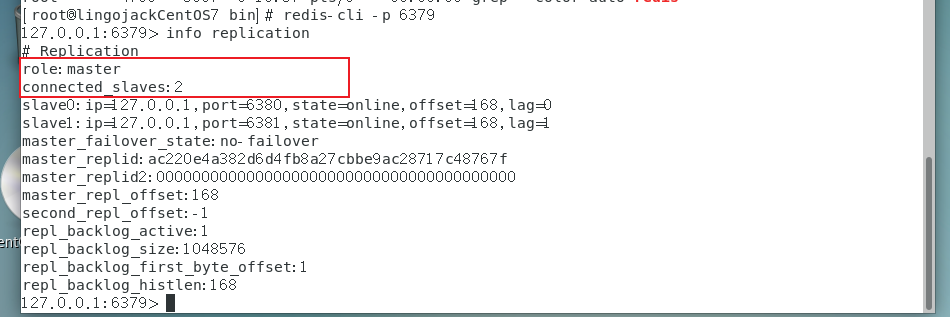 [root@lingojackCentOS7 bin]# redis-cli -p 6379
127.0.0.1:6379> info replication
# Replication
role:master
connected_slaves:2
slave0:ip=127.0.0.1,port=6380,state=online,offset=168,lag=0
slave1:ip=127.0.0.1,port=6381,state=online,offset=168,lag=1
master_failover_state:no-failover
master_replid:ac220e4a382d6d4fb8a27cbbe9ac28717c48767f
master_replid2:0000000000000000000000000000000000000000
master_repl_offset:168
second_repl_offset:-1
repl_backlog_active:1
repl_backlog_size:1048576
repl_backlog_first_byte_offset:1
repl_backlog_histlen:168
127.0.0.1:6379>